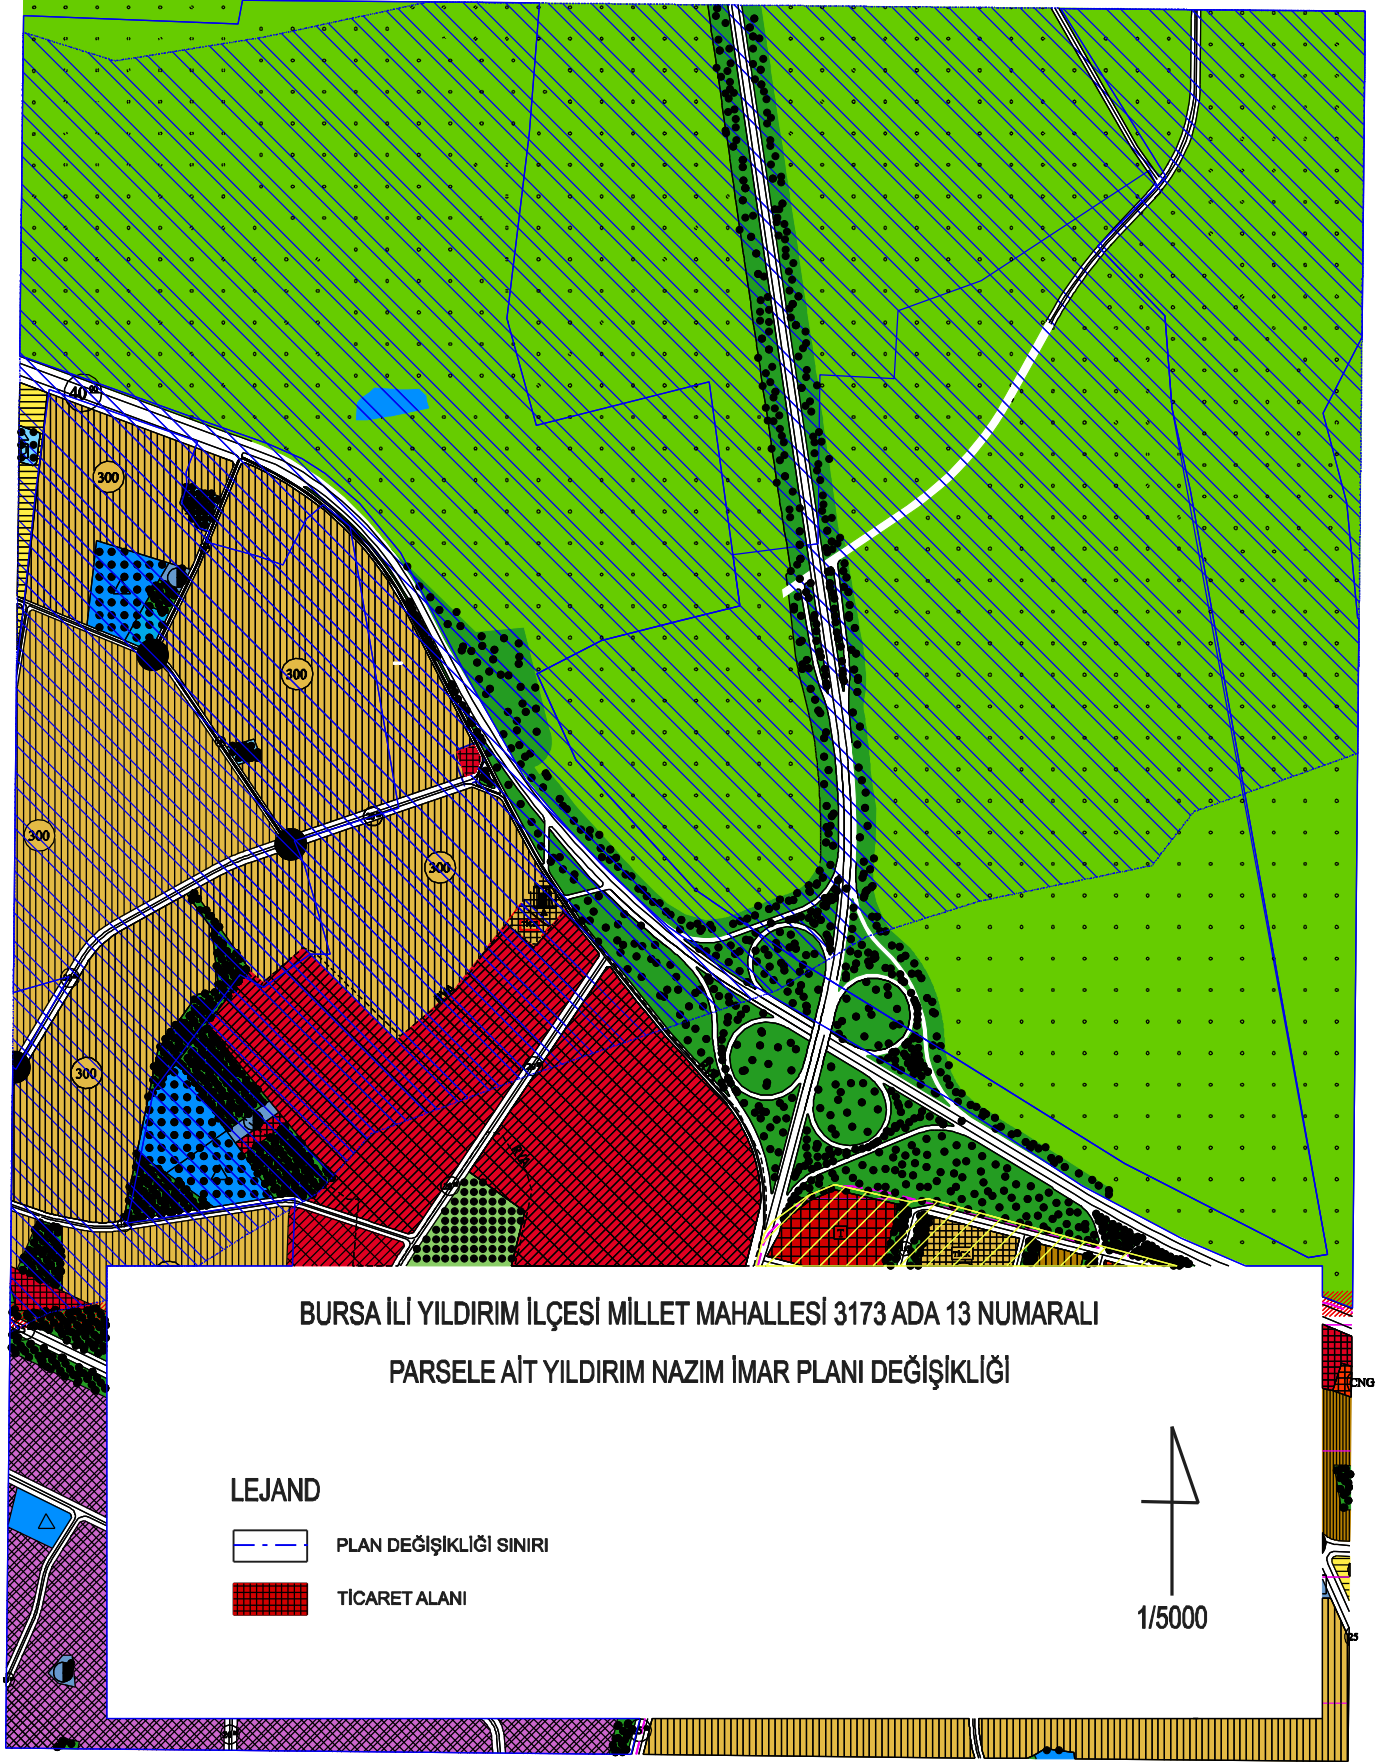 40
300
300
300
300
300
BURSA İLİ YILDIRIM İLÇESİ MİLLET MAHALLESİ 3173 ADA 13 NUMARALI
PARSELE AİT YILDIRIM NAZIM İMAR PLANI DEĞİŞİKLİĞİ
CNG
LEJAND
PLAN DEĞİŞİKLİĞİ SINIRI
TİCARET ALANI
1/5000
25